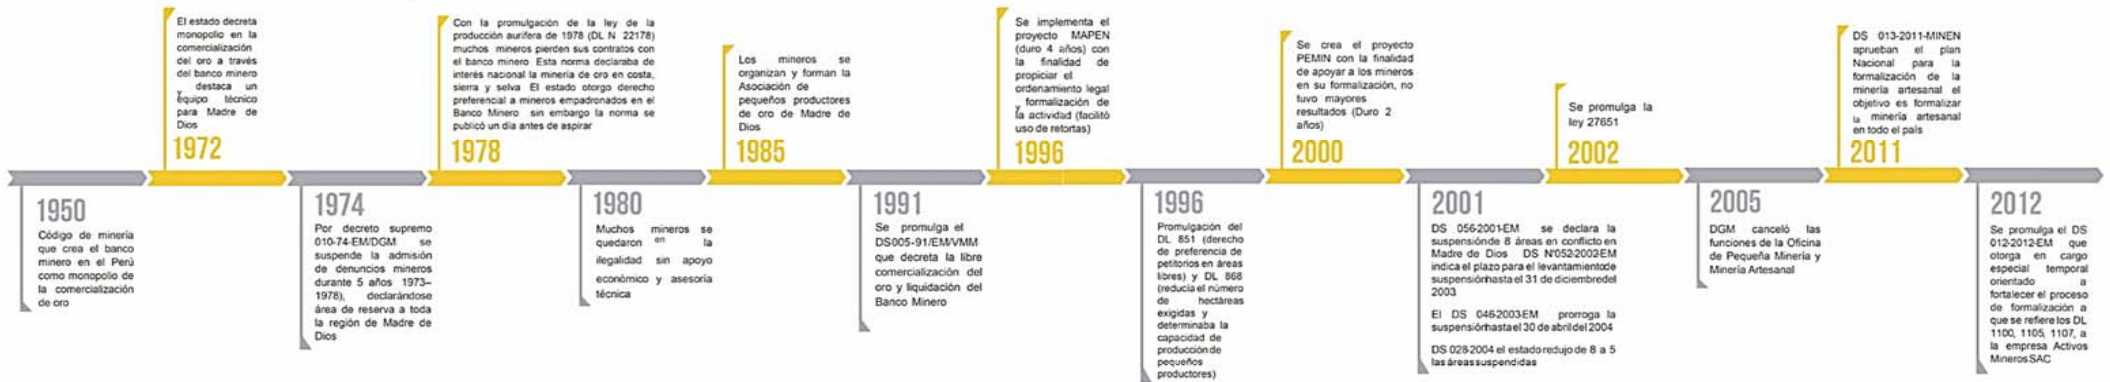 El estado decreta
monopolio en la
comercialización
del oro a través
del banco minero
y destaca un
equipo técnico
para Madre de
Dios
1972
Con la promulgación de la ley de la
producción aurífera de 1978 (DL N 22178)
muchos mineros pierden sus contratos con
el banco minero Esta norma declaraba de
interés nacional la minería de oro en costa,
sierra y selva El estado otorgo derecho
preferencial a mineros empadronados en el
Banco Minero sin embargo la norma se
publicó un día antes de aspirar
1978
Los mineros se
organizan y forman la
Asociación de
pequeños productores
de oro de Madre de
Dios
1985
Se implementa el
proyecto MAPEN
(duro 4 años) con
la finalidad de
propiciar el
ordenamiento legal
y formalización de
la actividad (facilitó
uso de retortas)
1996
Se crea el proyecto
PEMIN con la finalidad
de apoyar a los mineros
en su formalización, no
tuvo mayores
resultados (Duro 2
años)
2000
Se promulga la
ley 27651
2002
DS 013-2011-MINEN
aprueban el plan
Nacional para la
formalización de la
minería artesanal el
objetivo es formalizar
la minería artesanal
en todo el país
2011
1950
Código de minería
que crea el banco
minero en el Perú
como monopolio de
la comercialización
de oro
1974
Por decreto supremo
010-74-EM/DGM se
suspende la admisión
de denuncios mineros
durante 5 años 1973–
1978), declarándose
área de reserva a toda
la región de Madre de
Dios
1980
Muchos mineros se
quedaron en la
ilegalidad sin apoyo
económico y asesoría
técnica
1991
Se promulga el
DS005-91/EM/VMM
que decreta la libre
comercialización del
oro y liquidación del
Banco Minero
1996
Promulgación del
DL 851 (derecho
de preferencia de
petitorios en áreas
libres) y DL 868
(reducía el número
de hectáreas
exigidas y
determinaba la
capacidad de
producción de
pequeños
productores)
2001
DS 056-2001-EM se declara la
suspensión de 8 áreas en conflicto en
Madre de Dios DS N°052-2002-EM
indica el plazo para el levantamiento de
suspensión hasta el 31 de diciembre del
2003
El DS 046-2003-EM prorroga la
suspensión hasta el 30 de abril del 2004
DS 028-2004 el estado redujo de 8 a 5
las áreas suspendidas
2005
DGM canceló las
funciones de la Oficina
de Pequeña Minería y
Minería Artesanal
2012
Se promulga el DS
012-2012-EM que
otorga en cargo
especial temporal
orientado a
fortalecer el proceso
de formalización a
que se refiere los DL
1100, 1105, 1107, a
la empresa Activos
Mineros SAC